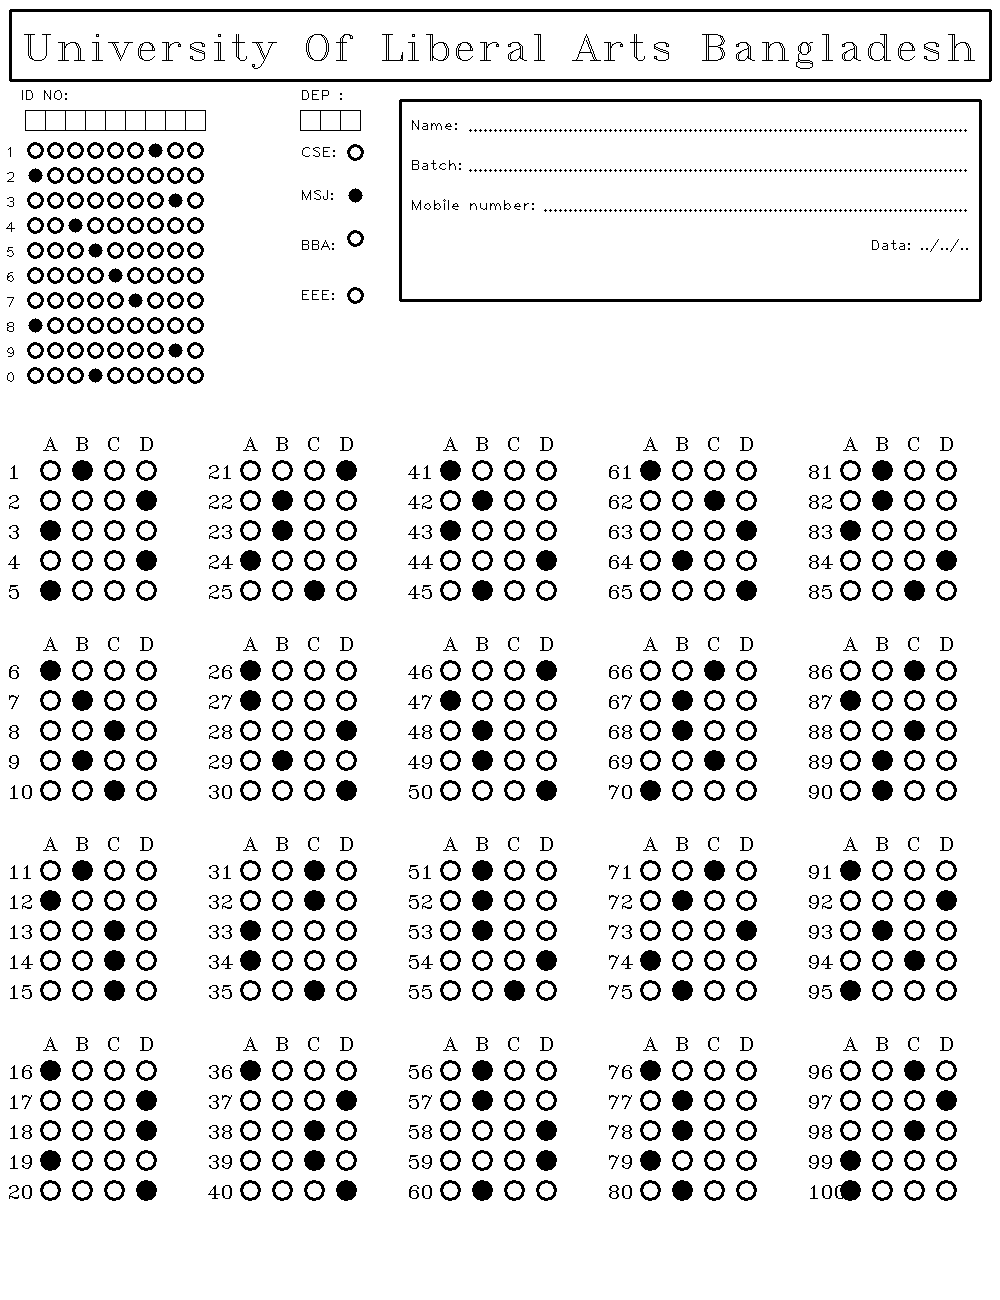 University Of Liberal Arts Bangladesh
ID NO: DEP :
Name: ........................................................................
Batch: ........................................................................
Mobile number: ........................................................................
Data: ../../..
CSE:
MSJ:
BBA:
EEE:
1
2
3
4
5
6
7
8
9
0
A B C D A B C D A B C D A B C D A B C D
1 21 41 61 81
2 22 42 62 82
3 23 43 63 83
4 24 44 64 84
5 25 45 65 85
A B C D A B C D A B C D A B C D A B C D
6 26 46 66 86
7 27 47 67 87
8 28 48 68 88
9 29 49 69 89
10 30 50 70 90
A B C D A B C D A B C D A B C D A B C D
11 31 51 71 91
12 32 52 72 92
13 33 53 73 93
14 34 54 74 94
15 35 55 75 95
A B C D A B C D A B C D A B C D A B C D
16 36 56 76 96
17 37 57 77 97
18 38 58 78 98
19 39 59 79 99
20 40 60 80 100